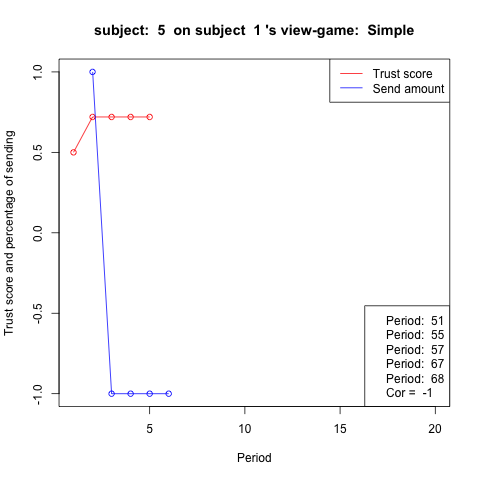 subject:  5  on subject  1 's view-game:  Simple
Trust score
Send amount
Trust score and percentage of sending
1.0
0.5
0.0
-0.5
-1.0
Period:  51
Period:  55
Period:  57
Period:  67
Period:  68
Cor =  -1
5 10 15 20
Period